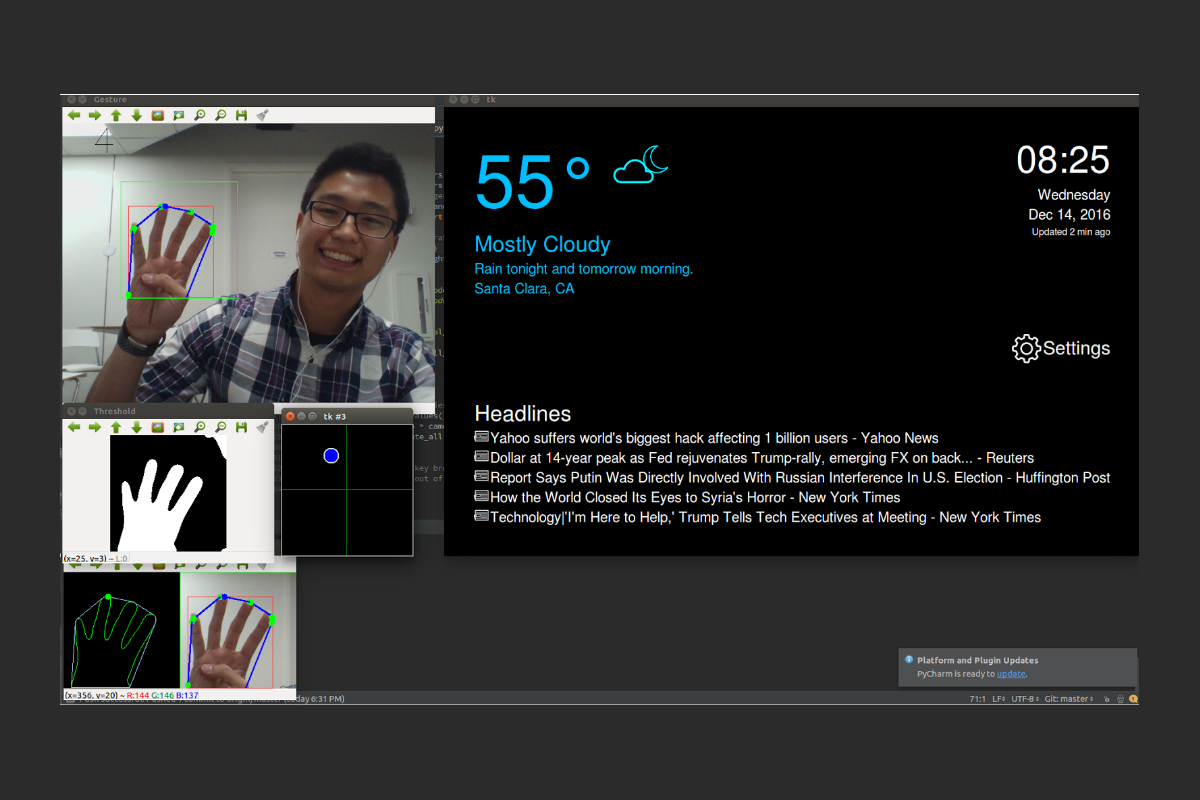 Gesture
4
tk
55°
Mostly Cloudy
Rain tonight and tomorrow morning.
Santa Clara, CA
08:25
Wednesday
Dec 14, 2016
Updated 2 min ago
Settings
Headlines
Yahoo suffers world's biggest hack affecting 1 billion users - Yahoo News
Dollar at 14-year peak as Fed rejuvenates Trump-rally, emerging FX on back... - Reuters
Report Says Putin Was Directly Involved With Russian Interference In U.S. Election - Huffington Post
How the World Closed Its Eyes to Syria's Horror - New York Times
Technology|'I'm Here to Help,' Trump Tells Tech Executives at Meeting - New York Times
Threshold
tk #3
(x=25, y=3) ~ L:0
(x=356, y=20) ~ R:144 G:146 B:137
Platform and Plugin Updates
PyCharm is ready to update.
6:31 PM)
71:1 LF÷ UTF-8÷ Git: master÷